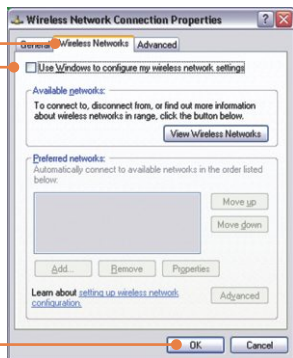 Wireless Network Connection Properties
General Wireless Networks Advanced
Use Windows to configure my wireless network settings
Available networks:
To connect to, disconnect from, or find out more information
about wireless networks in range, click the button below.
View Wireless Networks
Preferred networks:
Automatically connect to available networks in the order listed
below:
Move up
Move down
Add... Remove Properties
Learn about setting up wireless network
configuration.
Advanced
OK Cancel